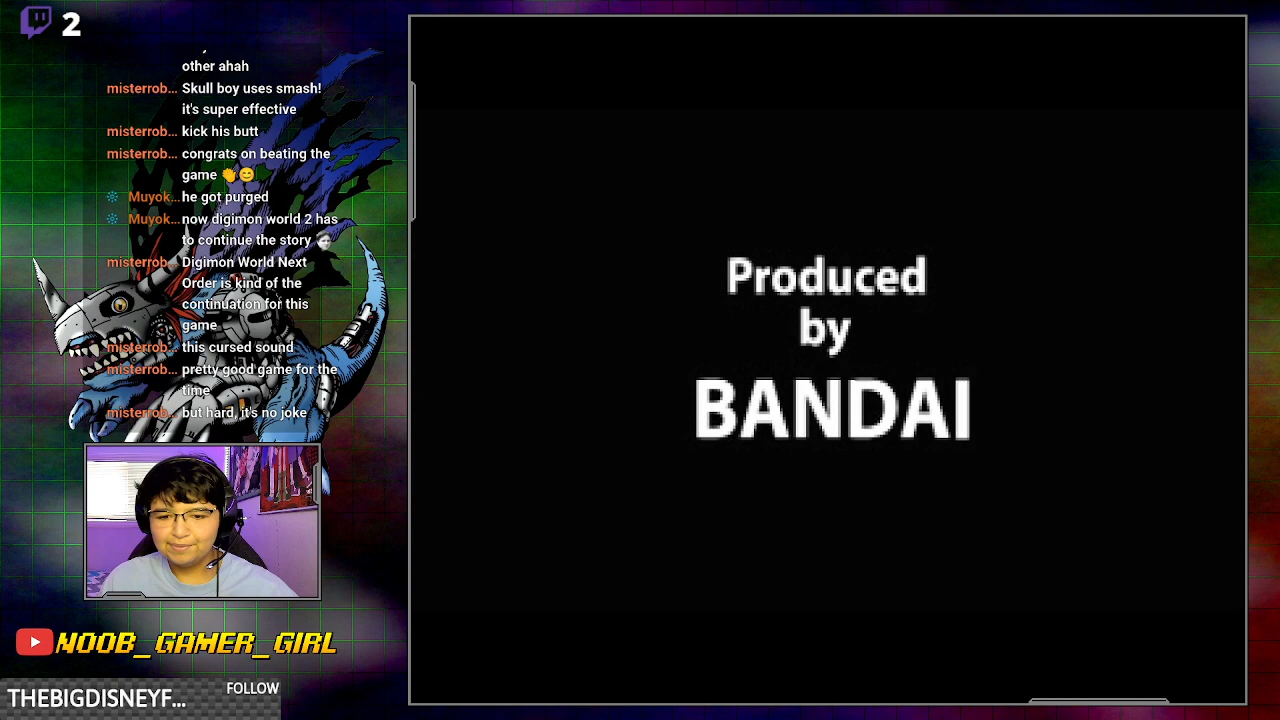 2
other ahah
misterrob... Skull boy uses smash!
it's super effective
misterrob... kick his butt
misterrob... congrats on beating the
game 👏😊
Muyok... he got purged
Muyok... now digimon world 2 has
to continue the story
misterrob... Digimon World Next
Order is kind of the
continuation for this
game
misterrob... this cursed sound
misterrob... pretty good game for the
time
misterrob... but hard, it's no joke
NOOB_GAMER_GIRL
FOLLOW
THEBIGDISNEYF...
Produced
by
BANDAI